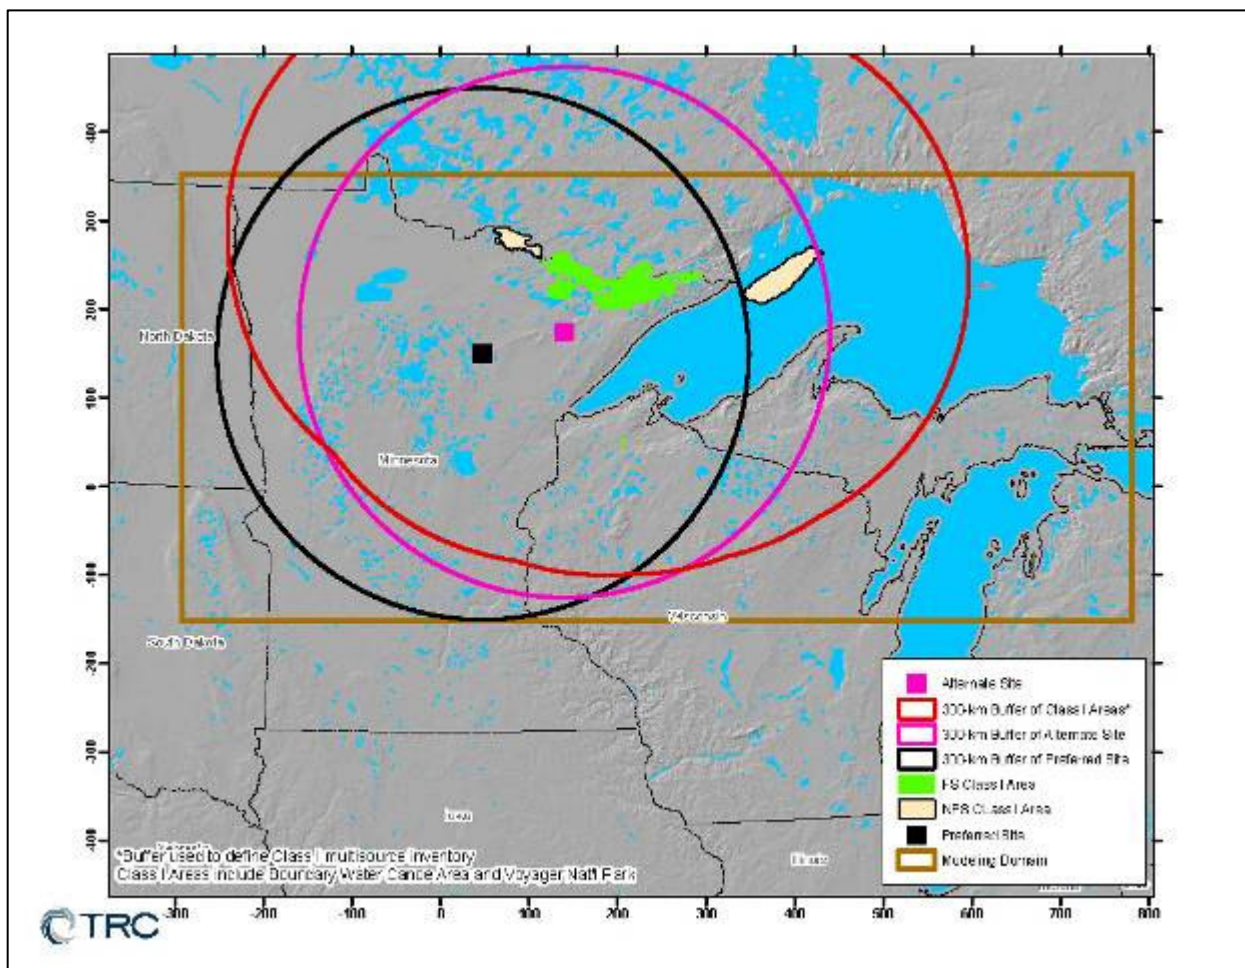 400
300
200
100
0
-100
-200
-300
-400
North Dakota
Minnesota
Wisconsin
South Dakota
Iowa
Illinois
Alternate Site
300-km Buffer of Class I Areas*
300-km Buffer of Alternate Site
300-km Buffer of Preferred Site
FS Class I Area
NPS Class I Area
Preferred Site
Modeling Domain
*Buffer used to define Class I multisource inventory
Class I Areas include Boundary Water Canoe Area and Voyager Nat'l Park
-300 -200 -100 0 100 200 300 400 500 600 700 800
TRC